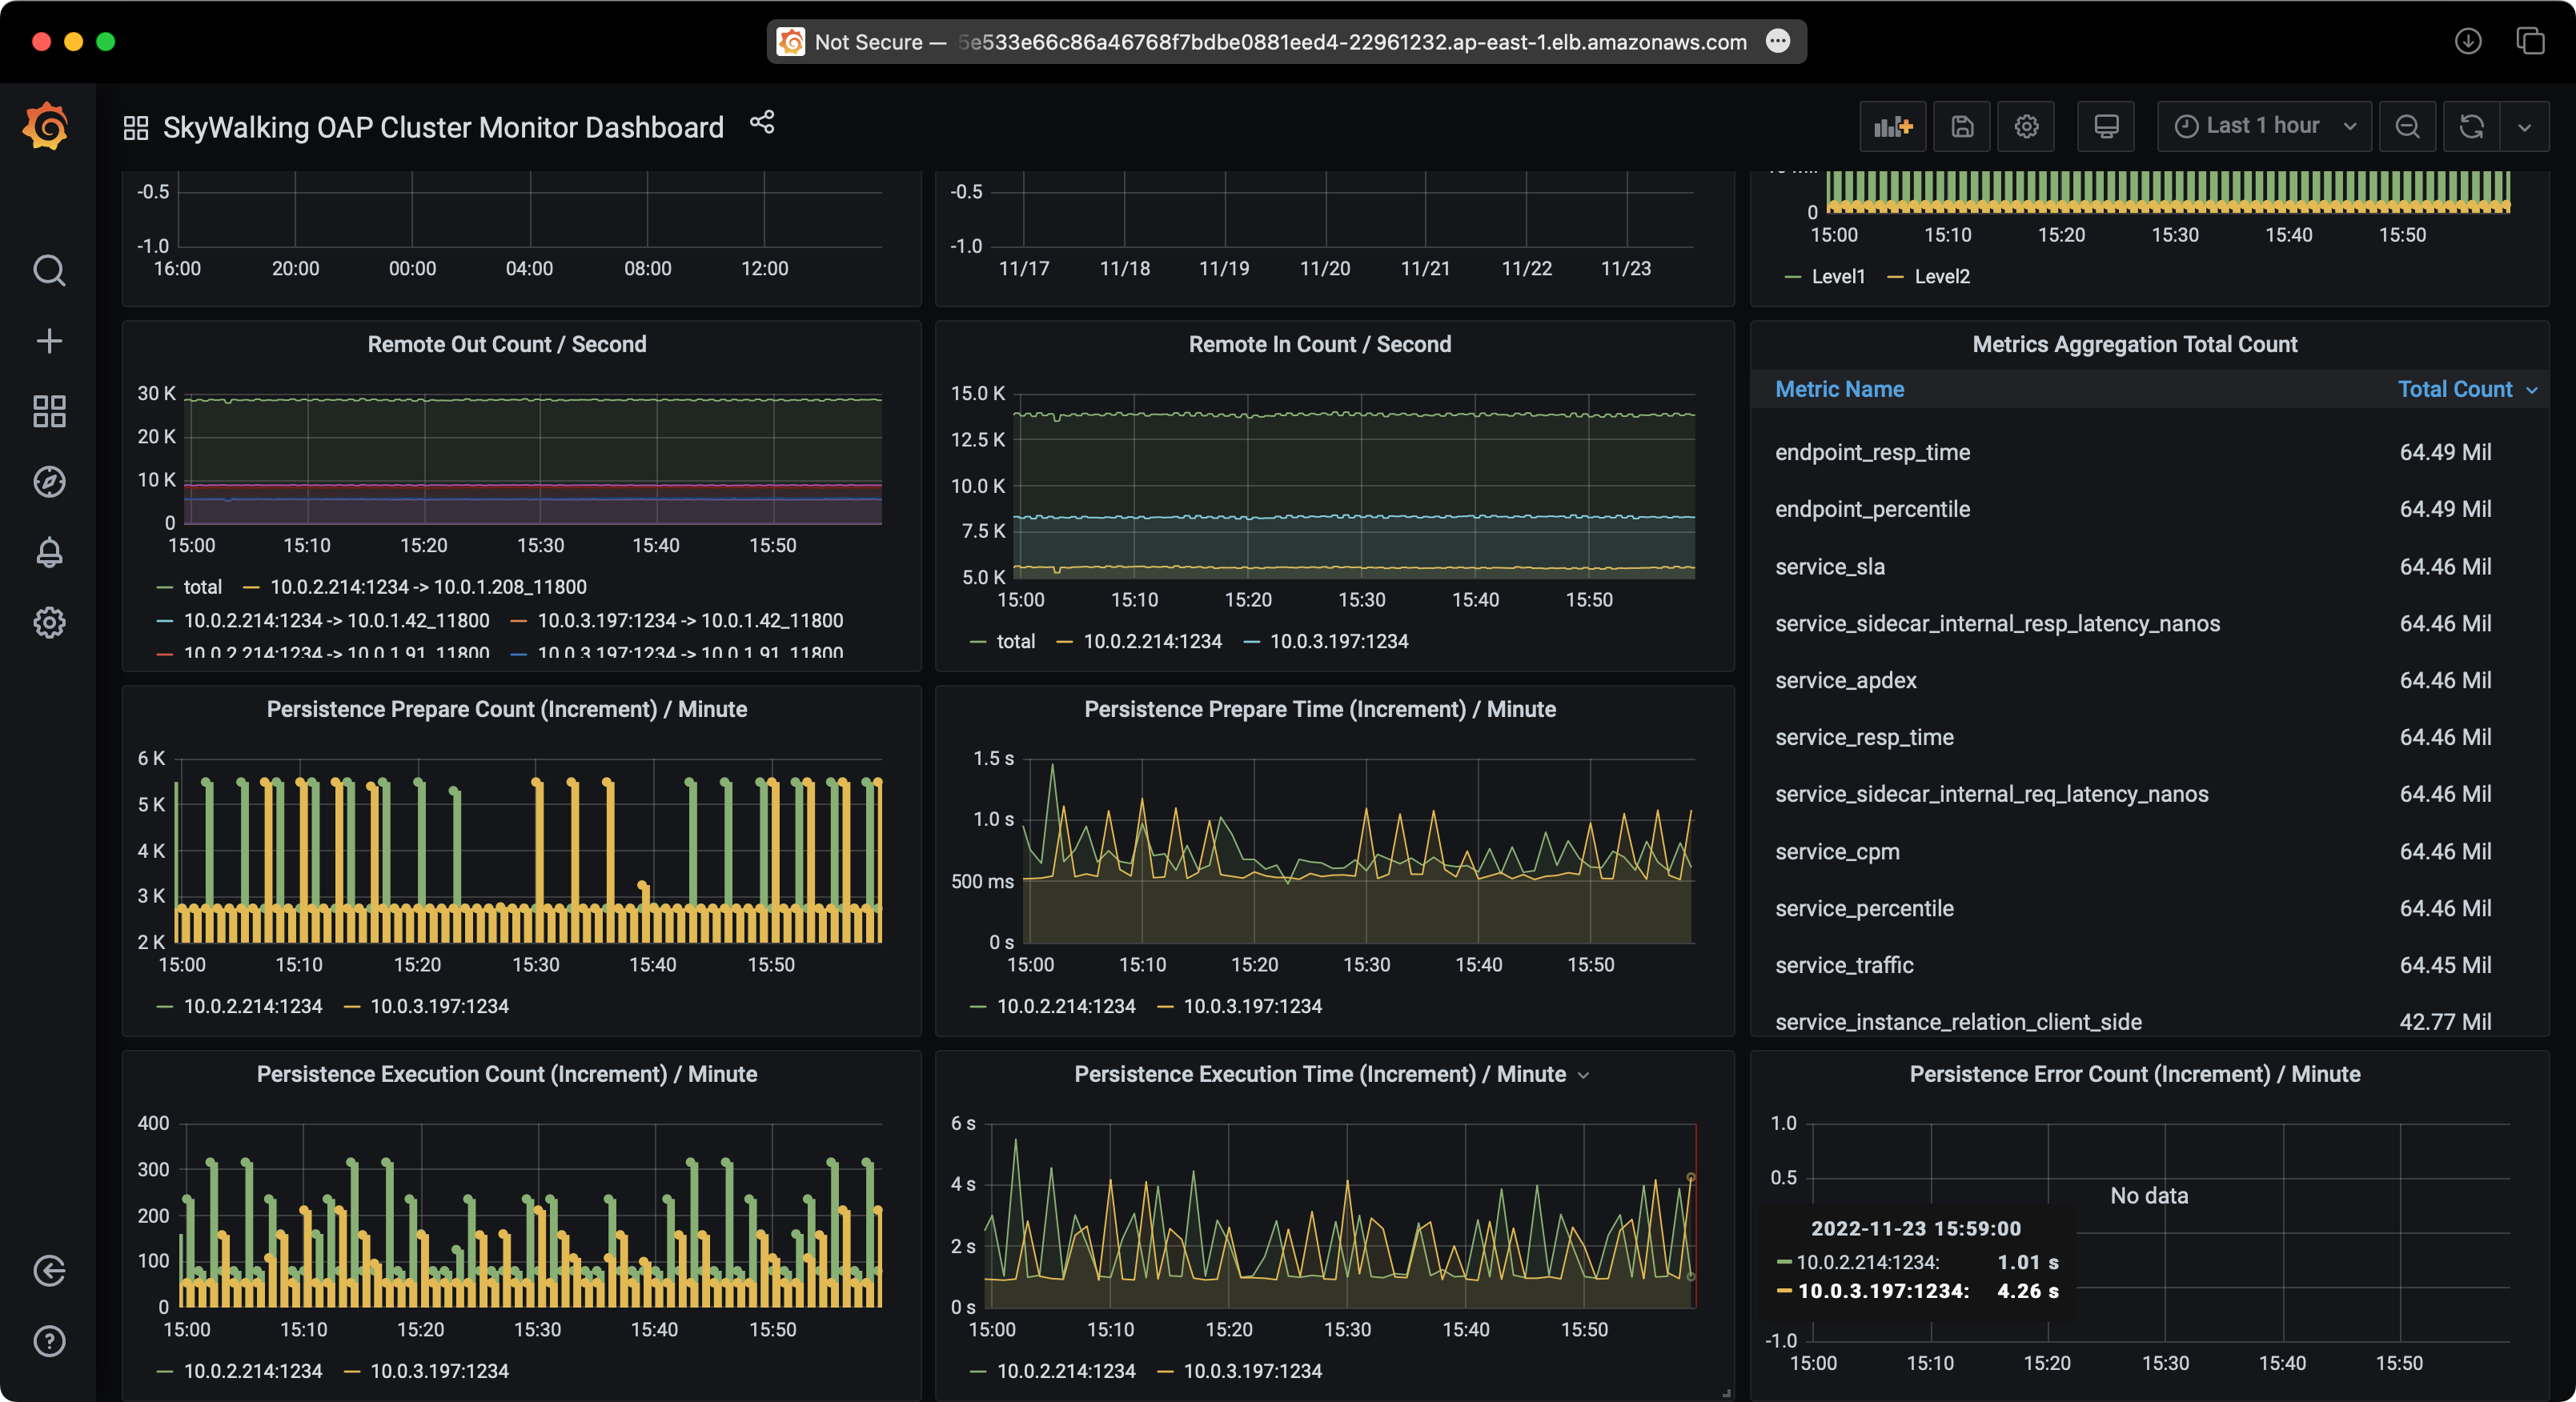 Not Secure — 5e533e66c86a46768f7bdbe0881eed4-22961232.ap-east-1.elb.amazonaws.com
SkyWalking OAP Cluster Monitor Dashboard
Last 1 hour
-0.5
-1.0
16:00 20:00 00:00 04:00 08:00 12:00
-0.5
-1.0
11/17 11/18 11/19 11/20 11/21 11/22 11/23
0
15:00 15:10 15:20 15:30 15:40 15:50
Level1 Level2
Remote Out Count / Second
30 K
20 K
10 K
0
15:00 15:10 15:20 15:30 15:40 15:50
total 10.0.2.214:1234 -> 10.0.1.208_11800
10.0.2.214:1234 -> 10.0.1.42_11800 10.0.3.197:1234 -> 10.0.1.42_11800
10.0.2.214:1234 -> 10.0.1.91_11800 10.0.3.197:1234 -> 10.0.1.91_11800
Remote In Count / Second
15.0 K
12.5 K
10.0 K
7.5 K
5.0 K
15:00 15:10 15:20 15:30 15:40 15:50
total 10.0.2.214:1234 10.0.3.197:1234
Metrics Aggregation Total Count
Metric Name Total Count
endpoint_resp_time 64.49 Mil
endpoint_percentile 64.49 Mil
service_sla 64.46 Mil
service_sidecar_internal_resp_latency_nanos 64.46 Mil
service_apdex 64.46 Mil
service_resp_time 64.46 Mil
service_sidecar_internal_req_latency_nanos 64.46 Mil
service_cpm 64.46 Mil
service_percentile 64.46 Mil
service_traffic 64.45 Mil
service_instance_relation_client_side 42.77 Mil
Persistence Prepare Count (Increment) / Minute
6 K
5 K
4 K
3 K
2 K
15:00 15:10 15:20 15:30 15:40 15:50
10.0.2.214:1234 10.0.3.197:1234
Persistence Prepare Time (Increment) / Minute
1.5 s
1.0 s
500 ms
0 s
15:00 15:10 15:20 15:30 15:40 15:50
10.0.2.214:1234 10.0.3.197:1234
Persistence Execution Count (Increment) / Minute
400
300
200
100
0
15:00 15:10 15:20 15:30 15:40 15:50
10.0.2.214:1234 10.0.3.197:1234
Persistence Execution Time (Increment) / Minute
6 s
4 s
2 s
0 s
15:00 15:10 15:20 15:30 15:40 15:50
10.0.2.214:1234 10.0.3.197:1234
Persistence Error Count (Increment) / Minute
1.0
0.5
No data
2022-11-23 15:59:00
10.0.2.214:1234: 1.01 s
10.0.3.197:1234: 4.26 s
-1.0
15:00 15:10 15:20 15:30 15:40 15:50